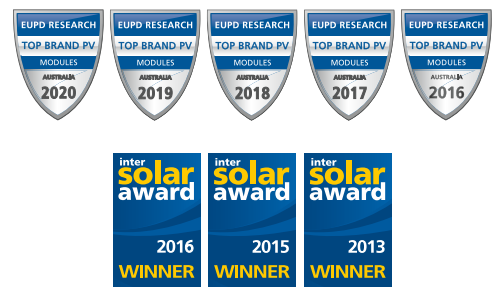 EUPD RESEARCH
TOP BRAND PV
MODULES
AUSTRALIA
2020
EUPD RESEARCH
TOP BRAND PV
MODULES
AUSTRALIA
2019
EUPD RESEARCH
TOP BRAND PV
MODULES
AUSTRALIA
2018
EUPD RESEARCH
TOP BRAND PV
MODULES
AUSTRALIA
2017
EUPD RESEARCH
TOP BRAND PV
MODULES
AUSTRALIA
2016
inter
solar
award
2016
WINNER
inter
solar
award
2015
WINNER
inter
solar
award
2013
WINNER